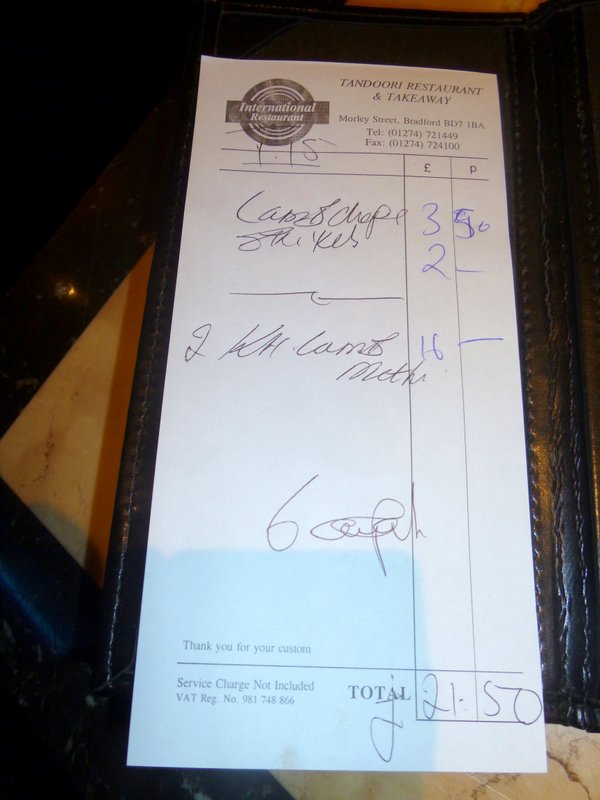 International
Restaurant
TANDOORI RESTAURANT
& TAKEAWAY
Morley Street, Bradford BD7 1BA
Tel: (01274) 721449
Fax: (01274) 724100
£ P
Lamb chops 3 50
2 —
2 KH. Lamb 16 —
Methi
6
Thank you for your custom
Service Charge Not Included
VAT Reg. No. 981 748 866
TOTAL 21.50